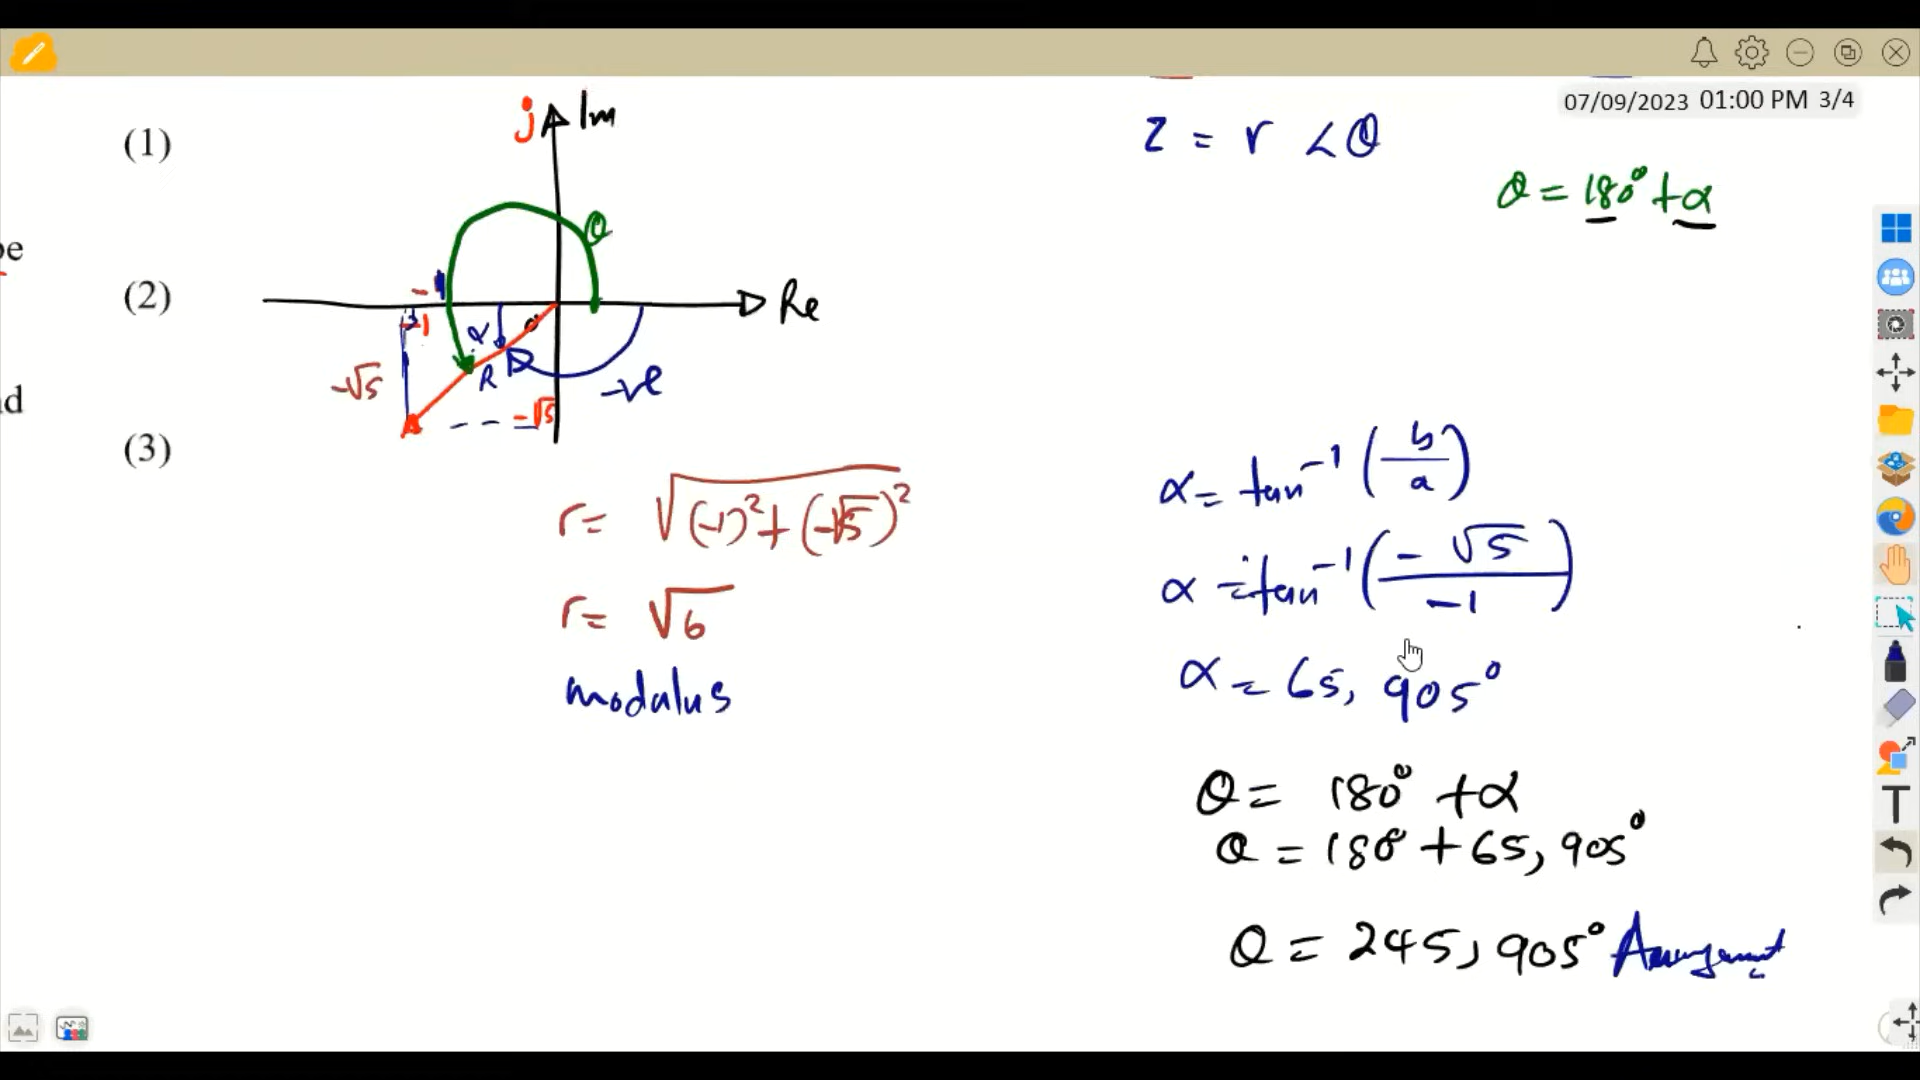 07/09/2023 01:00 PM 3/4
(1)
j Im
z = r ∠θ
θ = 180° + α
θ
(2)
-1
Re
-1
α
-√5
R
-ve
-√5
(3)
α = tan⁻¹ (b/a)
r = √((-1)² + (-√5)²)
α = tan⁻¹ (-√5/-1)
r = √6
α = 65,905°
modulus
θ = 180° + α
θ = 180° + 65,905°
θ = 245,905°
T